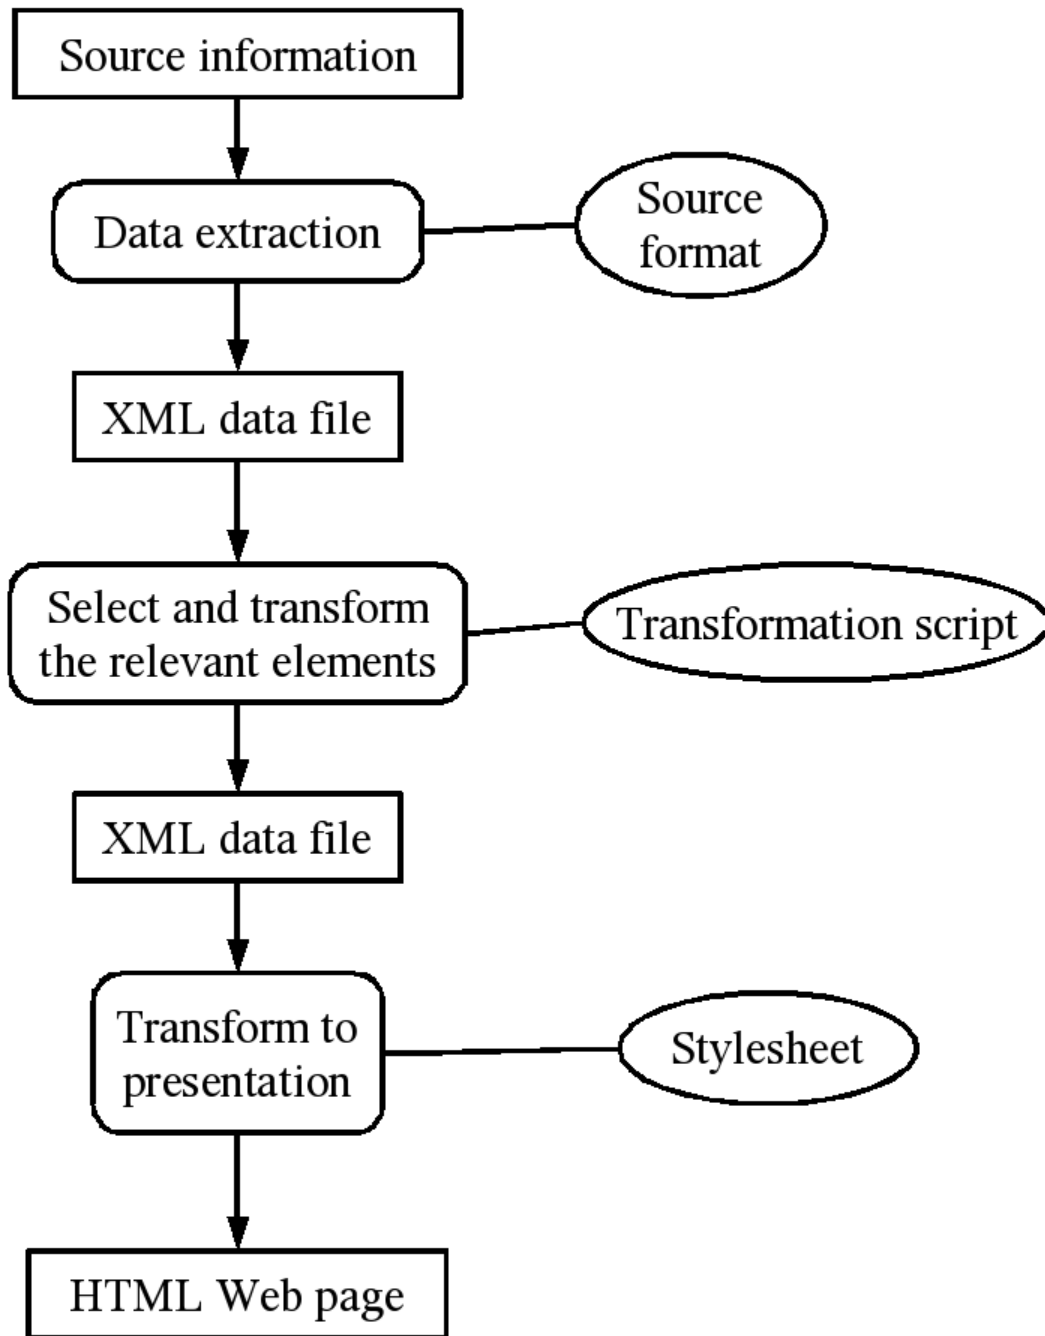 Source information
Data extraction
Source
format
XML data file
Select and transform
the relevant elements
Transformation script
XML data file
Transform to
presentation
Stylesheet
HTML Web page